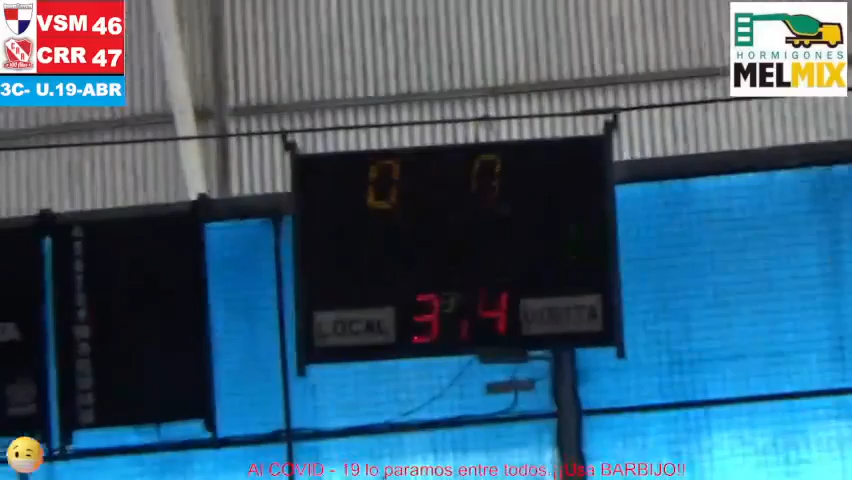 VSM 46
CRR 47
3C- U.19-ABR
HORMIGONES
MELMIX
0
3.4
LOCAL
VISITA
Al COVID - 19 lo paramos entre todos ¡¡Usa BARBIJO!!